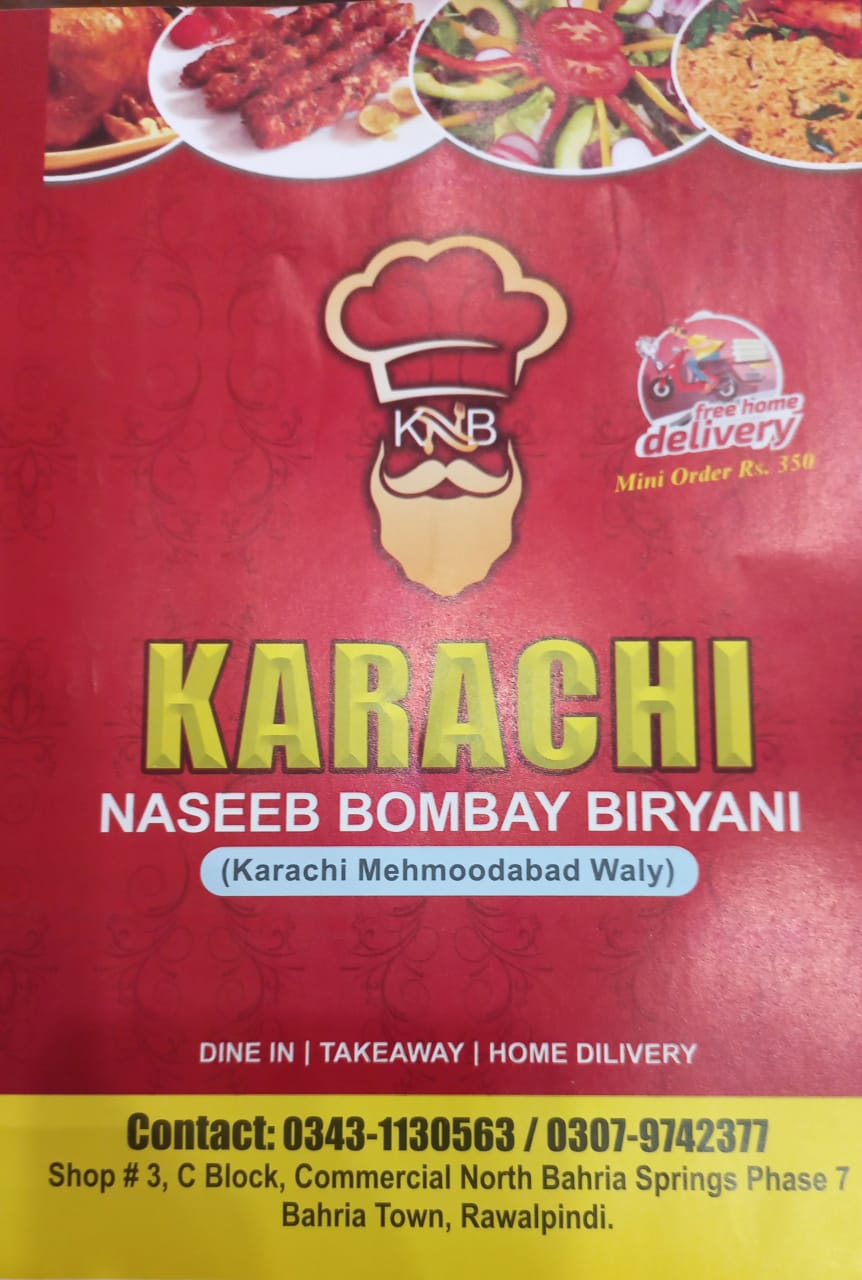 KNB
free home
delivery
Mini Order Rs. 350
KARACHI
NASEEB BOMBAY BIRYANI
(Karachi Mehmoodabad Waly)
DINE IN | TAKEAWAY | HOME DILIVERY
Contact: 0343-1130563 / 0307-9742377
Shop # 3, C Block, Commercial North Bahria Springs Phase 7
Bahria Town, Rawalpindi.